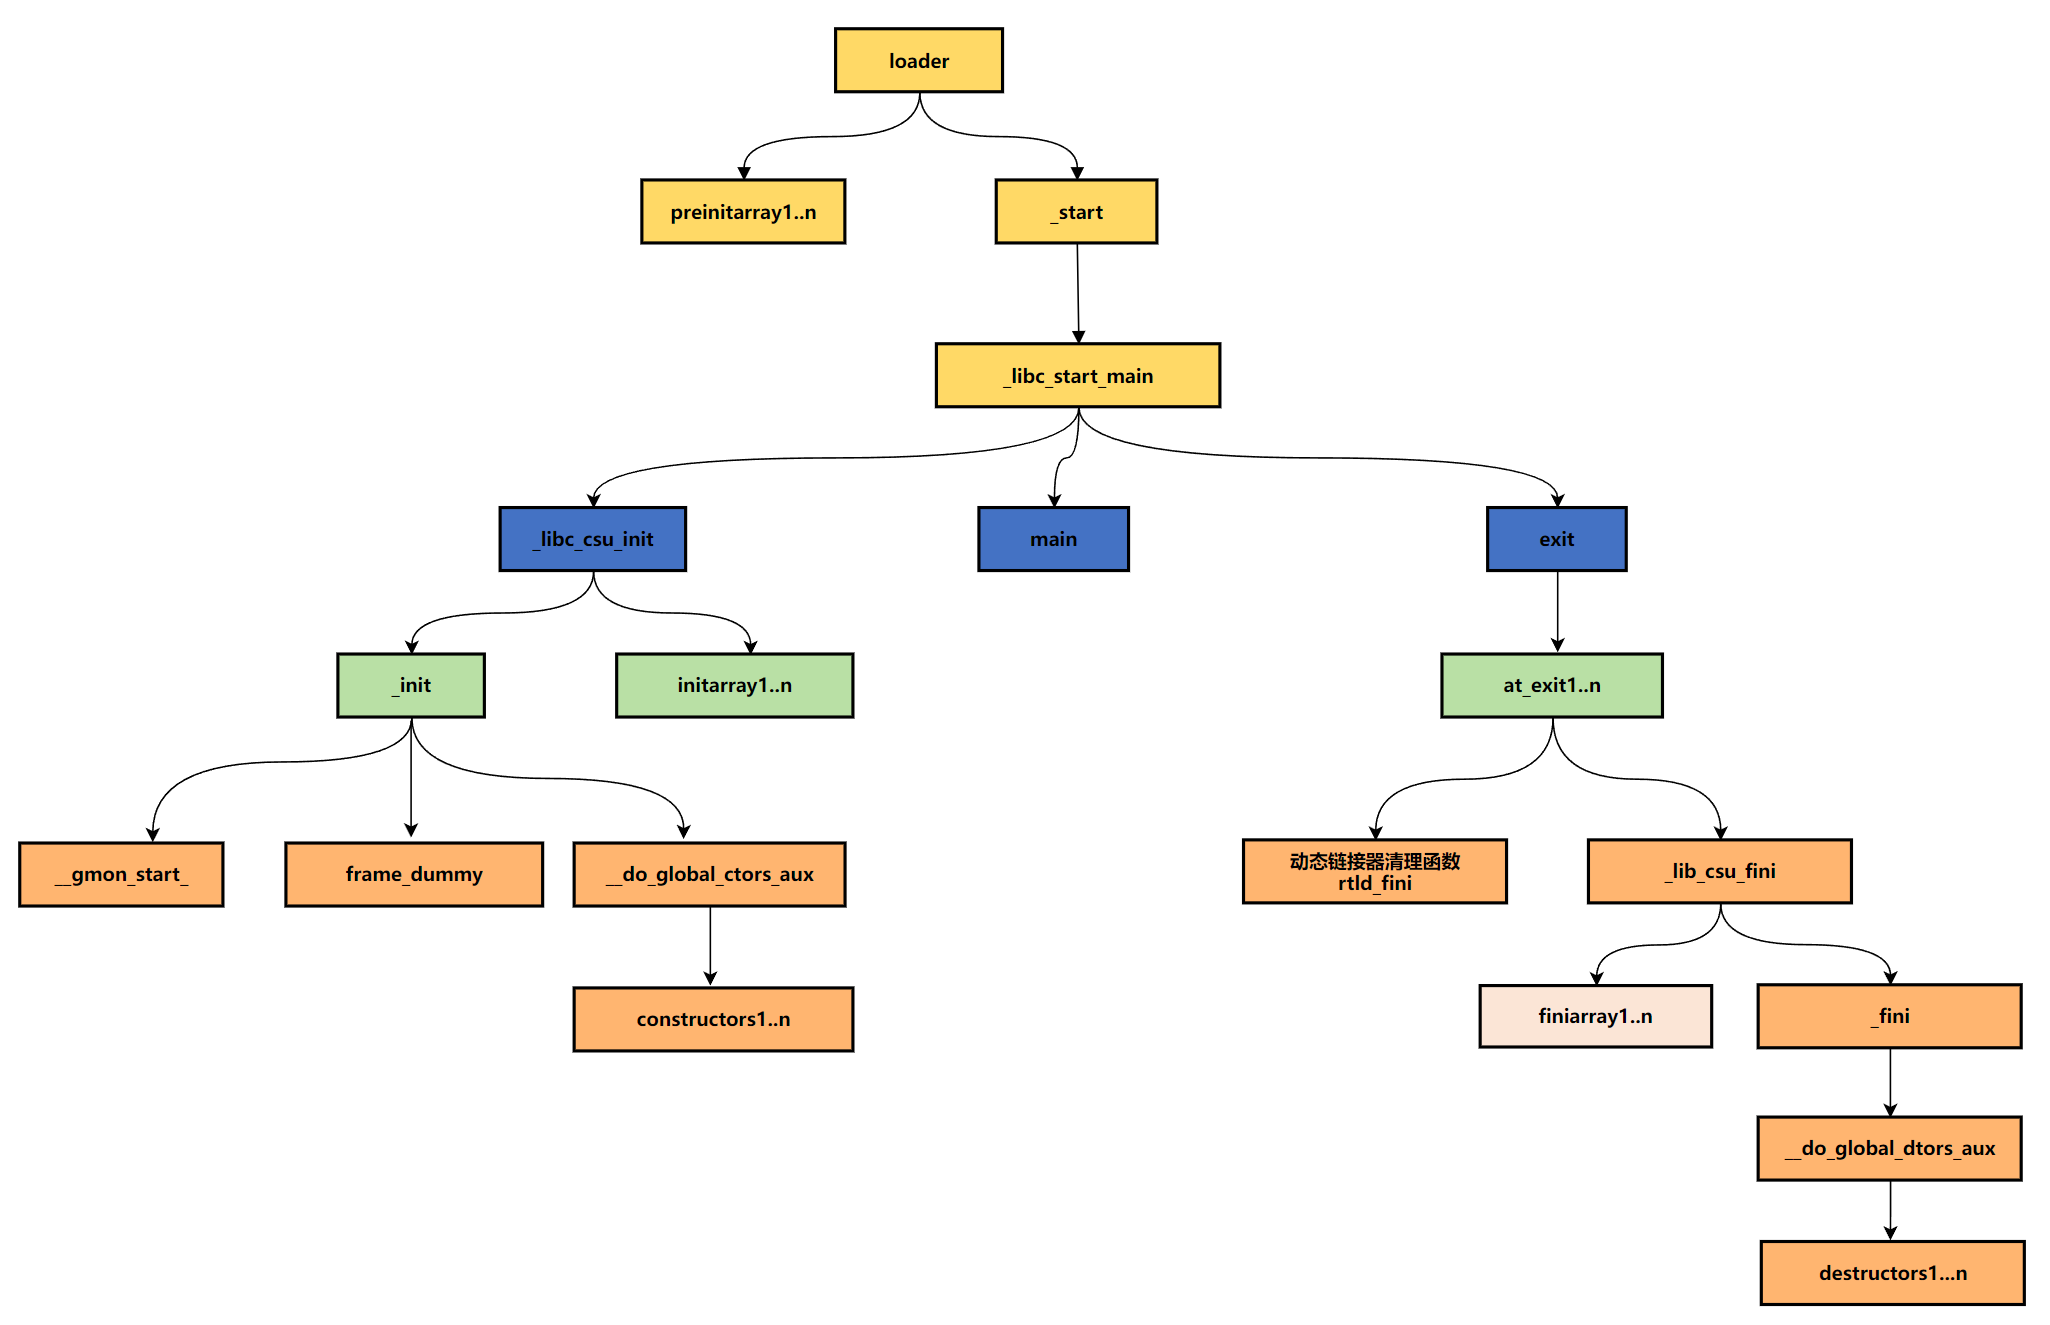 loader
preinitarray1..n
_start
_libc_start_main
_libc_csu_init
main
exit
_init
initarray1..n
at_exit1..n
__gmon_start_
frame_dummy
__do_global_ctors_aux
动态链接器清理函数
rtld_fini
_lib_csu_fini
constructors1..n
finiarray1..n
_fini
__do_global_dtors_aux
destructors1...n